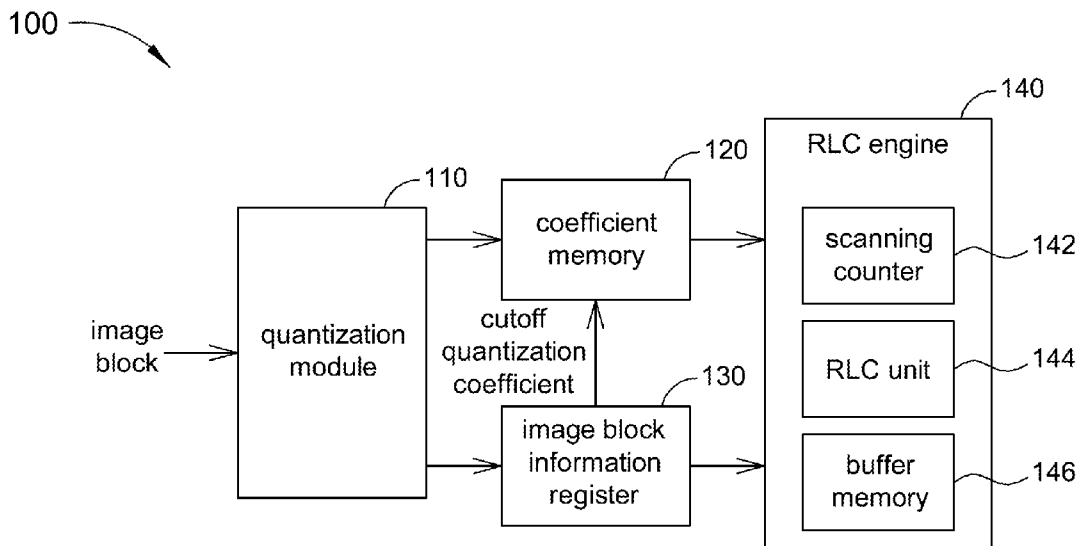 100
140
RLC engine
120
110
coefficient
memory
scanning
counter
142
image
block
quantization
module
cutoff
quantization
coefficient
130
RLC unit
144
image block
information
register
buffer
memory
146